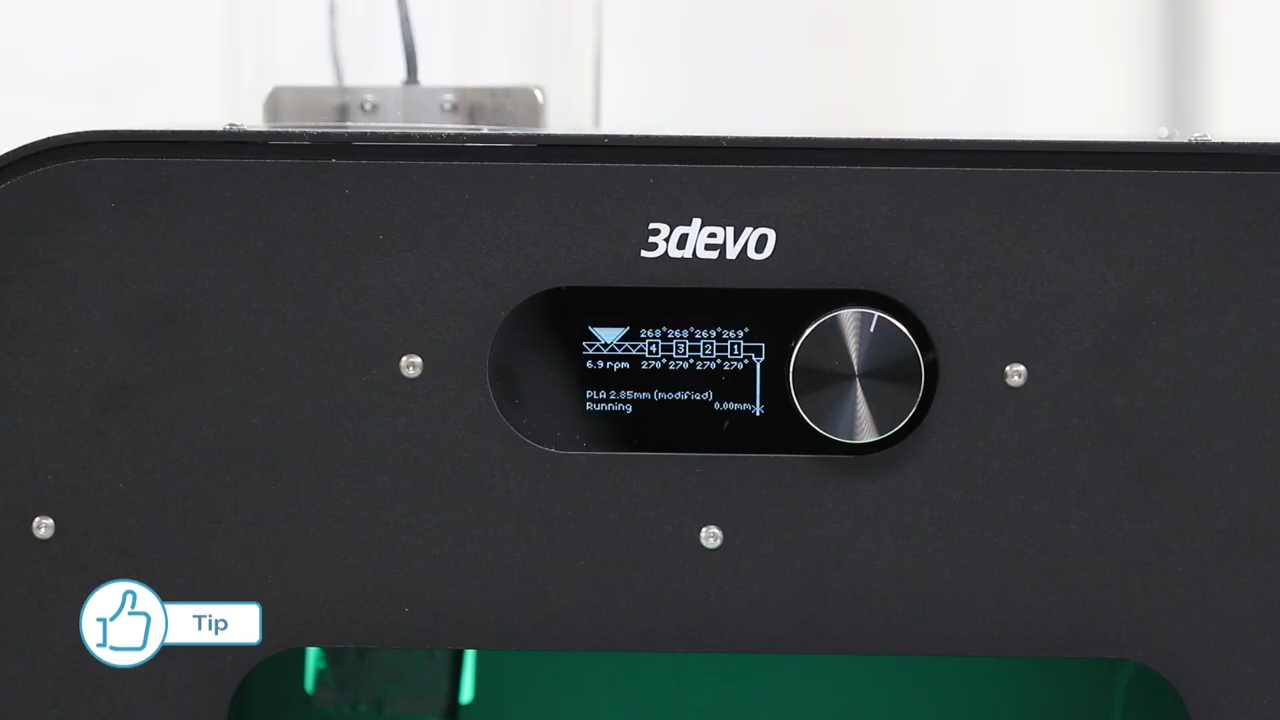 3devo
268° 268° 269° 269°
4 3 2 1
6.9 rpm 270° 270° 270° 270°
PLA 2.85mm (modified)
Running 0.00mm
Tip